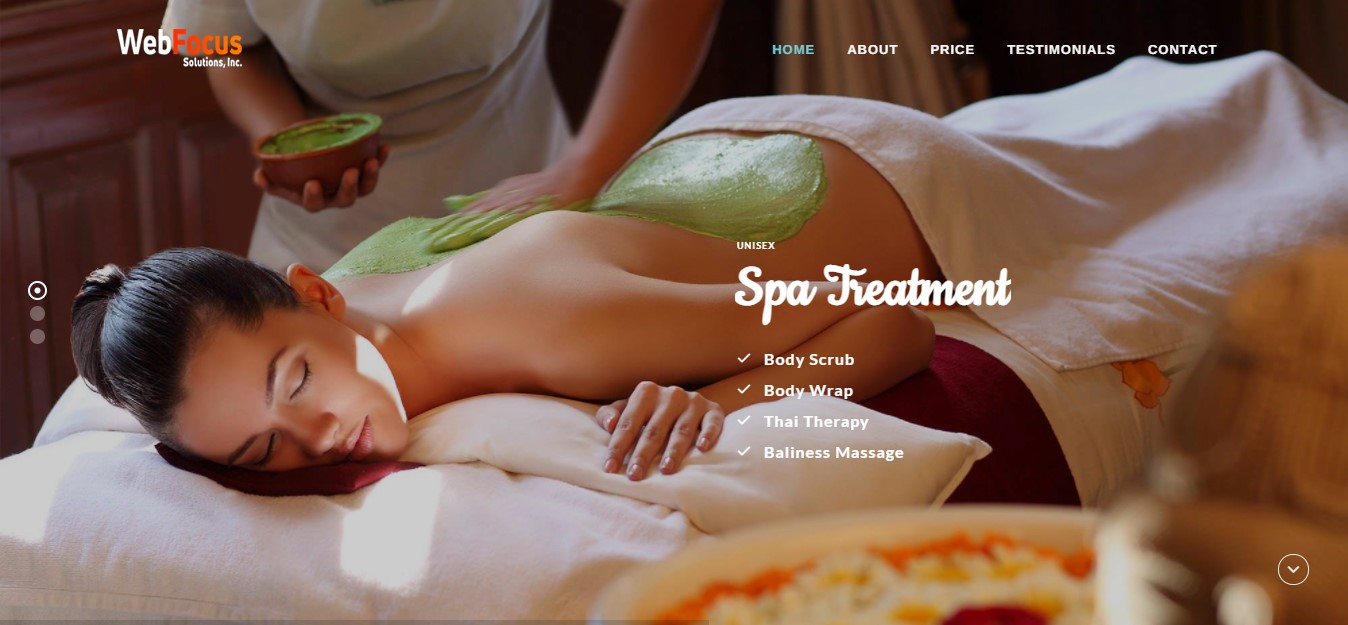 WebFocus
Solutions, Inc.
HOME ABOUT PRICE TESTIMONIALS CONTACT
UNISEX
Spa Treatment
Body Scrub
Body Wrap
Thai Therapy
Baliness Massage